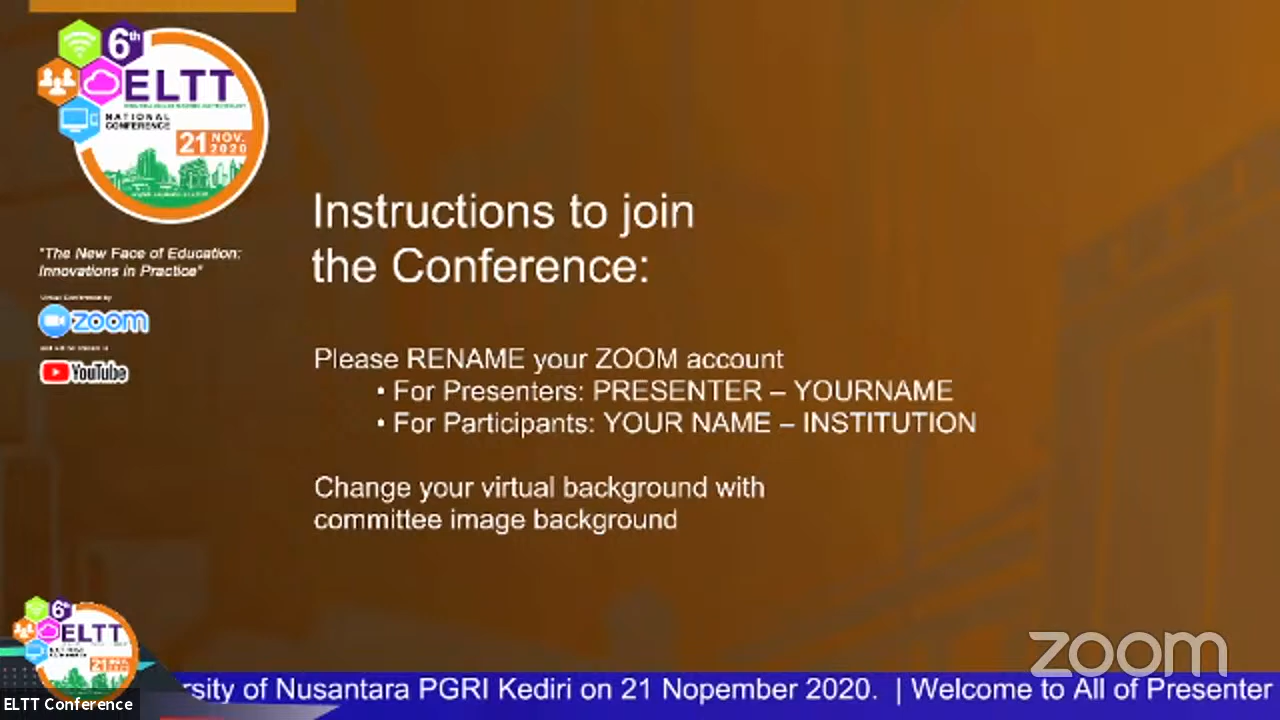 6th
ELTT
NATIONAL
CONFERENCE
21 NOV.
2020
"The New Face of Education:
Innovations in Practice"
Virtual Conference by
zoom
YouTube
Instructions to join
the Conference:
Please RENAME your ZOOM account
• For Presenters: PRESENTER – YOURNAME
• For Participants: YOUR NAME – INSTITUTION
Change your virtual background with
committee image background
6th
ELTT
zoom
rsity of Nusantara PGRI Kediri on 21 Nopember 2020. | Welcome to All of Presenter
ELTT Conference